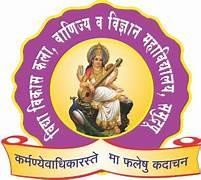 विद्या विकास कला, वाणिज्य व विज्ञान महाविद्यालय, समुद्रपूर
कर्मण्येवाधिकारस्ते मा फलेषु कदाचन